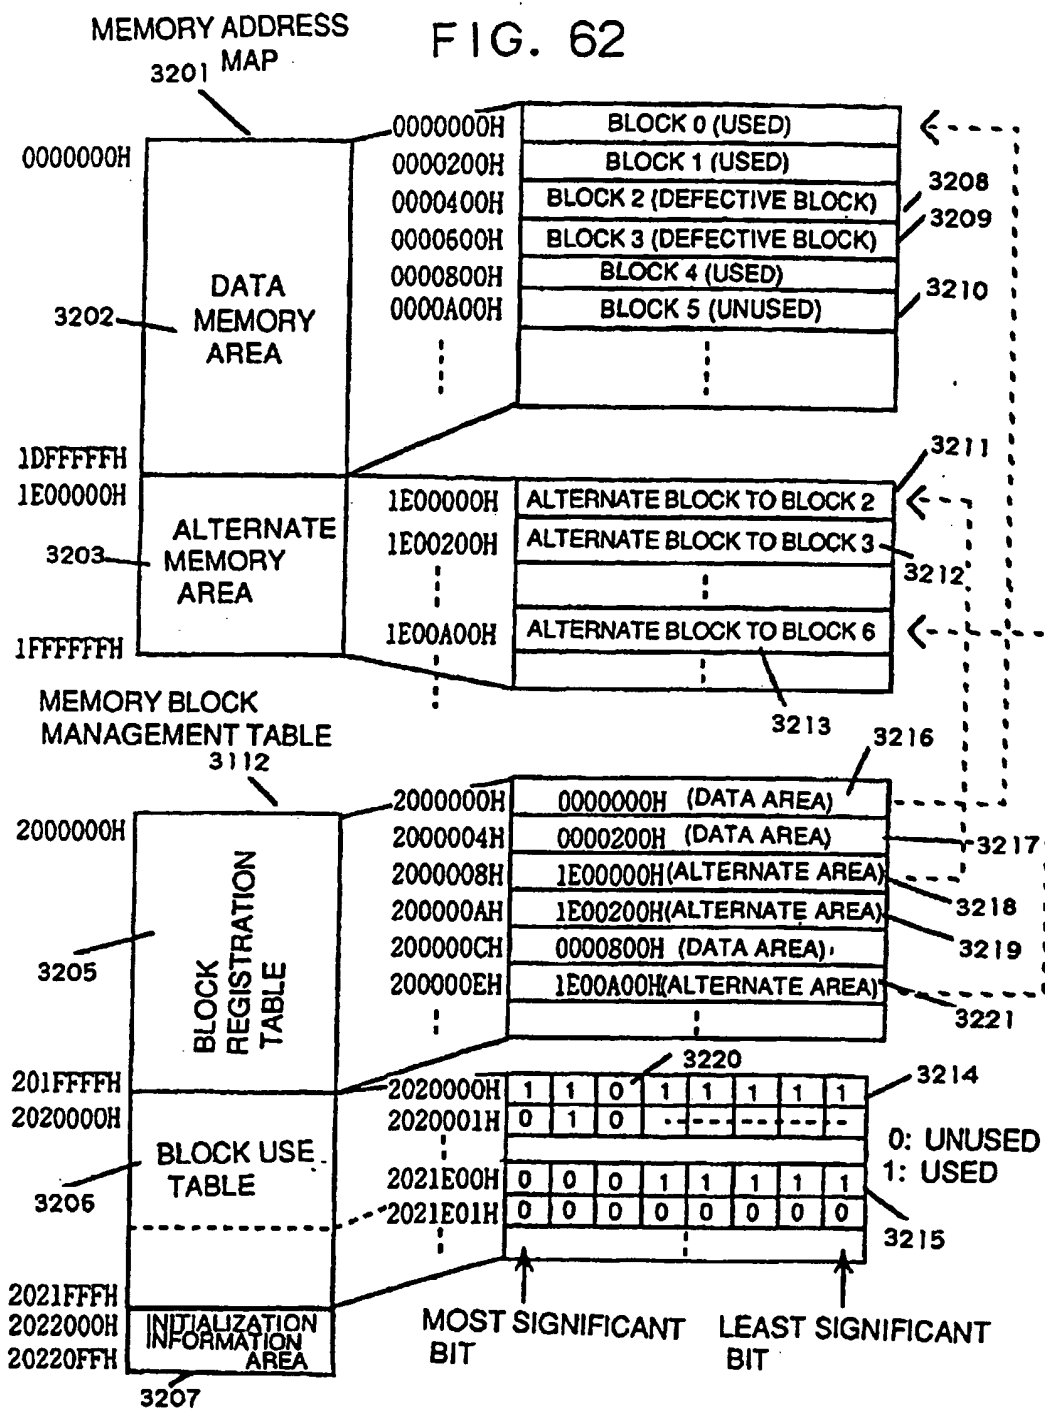 FIG. 62
MEMORY ADDRESS
MAP
3201
0000000H
DATA
MEMORY
AREA
3202
1DFFFFFH
1E00000H
ALTERNATE
MEMORY
AREA
3203
1FFFFFFH
0000000H BLOCK 0 (USED)
0000200H BLOCK 1 (USED)
0000400H BLOCK 2 (DEFECTIVE BLOCK)
3208
0000600H BLOCK 3 (DEFECTIVE BLOCK)
3209
0000800H BLOCK 4 (USED)
0000A00H BLOCK 5 (UNUSED)
3210
1E00000H ALTERNATE BLOCK TO BLOCK 2
3211
1E00200H ALTERNATE BLOCK TO BLOCK 3
3212
1E00A00H ALTERNATE BLOCK TO BLOCK 6
3213
MEMORY BLOCK
MANAGEMENT TABLE
3112
2000000H
BLOCK
REGISTRATION
TABLE
3205
201FFFFH
2020000H
BLOCK USE
TABLE
3206
2021FFFH
2022000H
INITIALIZATION
INFORMATION
AREA
20220FFH
3207
3216
2000000H 0000000H (DATA AREA)
2000004H 0000200H (DATA AREA)
3217
2000008H 1E00000H (ALTERNATE AREA)
3218
200000AH 1E00200H (ALTERNATE AREA)
3219
200000CH 0000800H (DATA AREA)
200000EH 1E00A00H (ALTERNATE AREA)
3221
3220
2020000H 1 1 0 1 1 1 1 1
3214
2020001H 0 1 0
0: UNUSED
1: USED
2021E00H 0 0 0 1 1 1 1 1
2021E01H 0 0 0 0 0 0 0 0
3215
MOST SIGNIFICANT
BIT
LEAST SIGNIFICANT
BIT